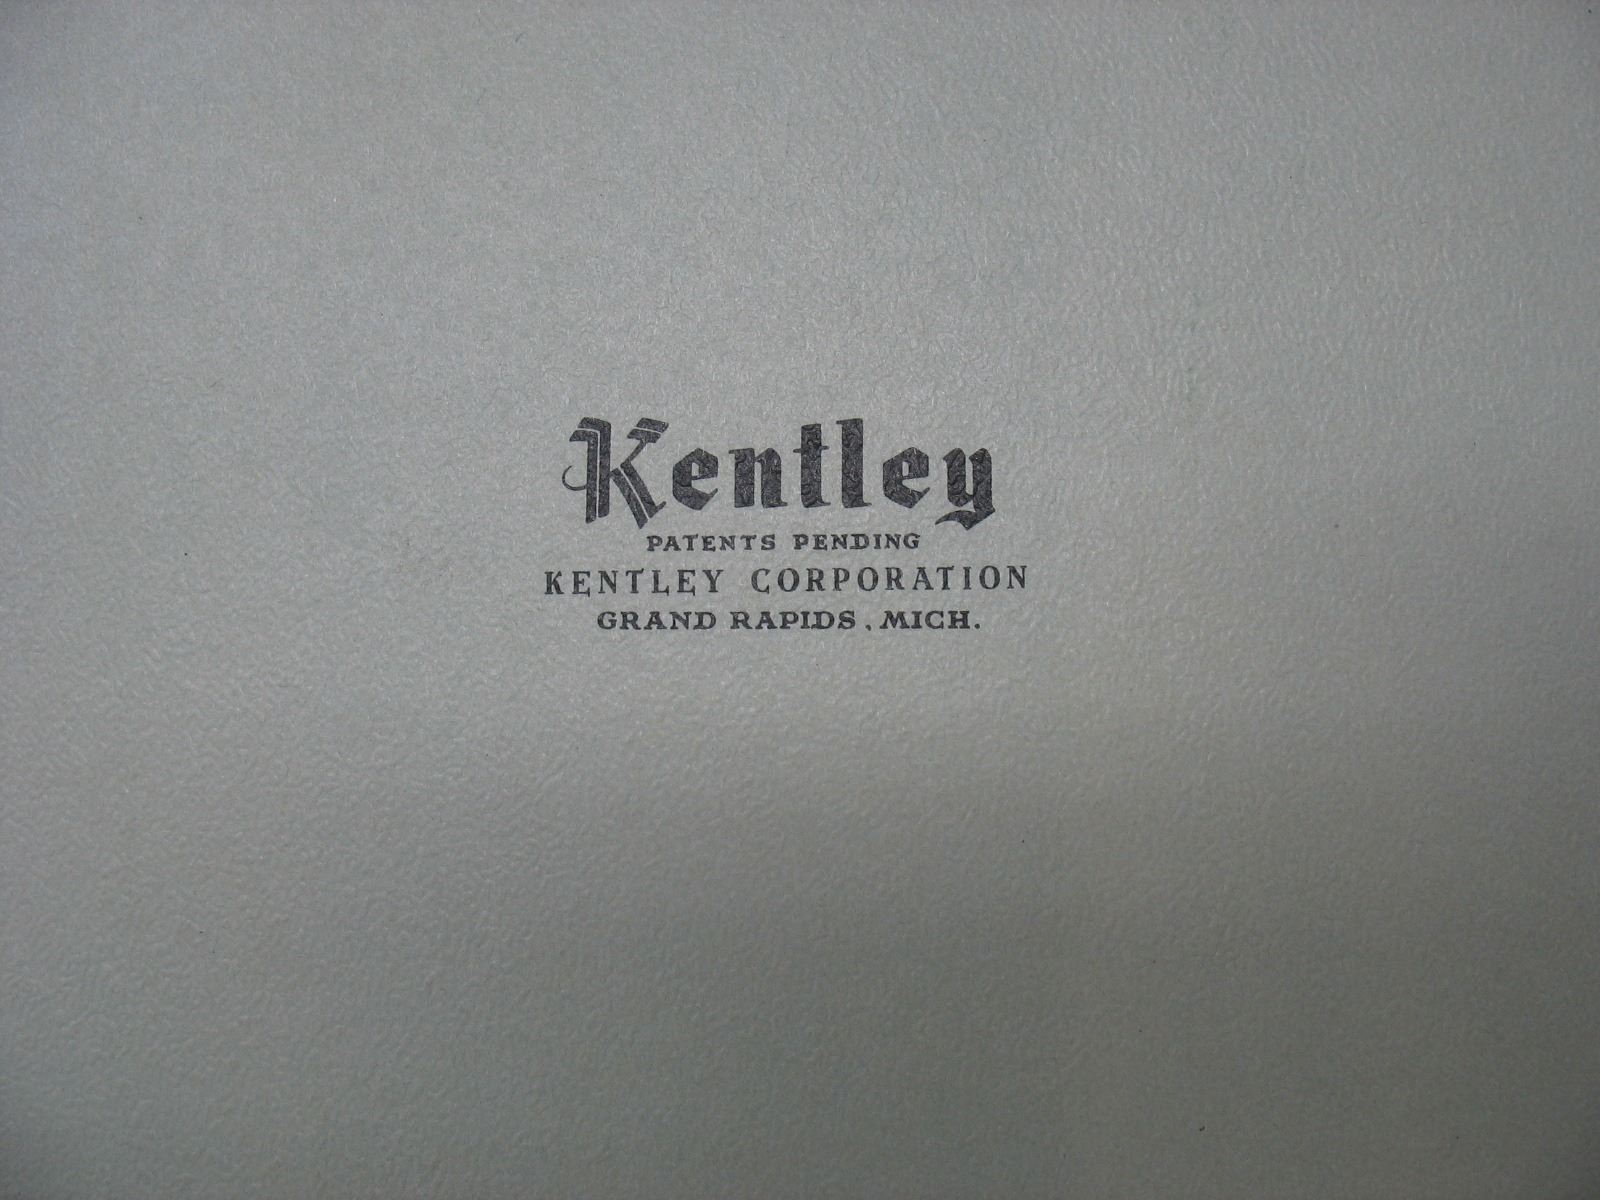 Kentley
PATENTS PENDING
KENTLEY CORPORATION
GRAND RAPIDS, MICH.